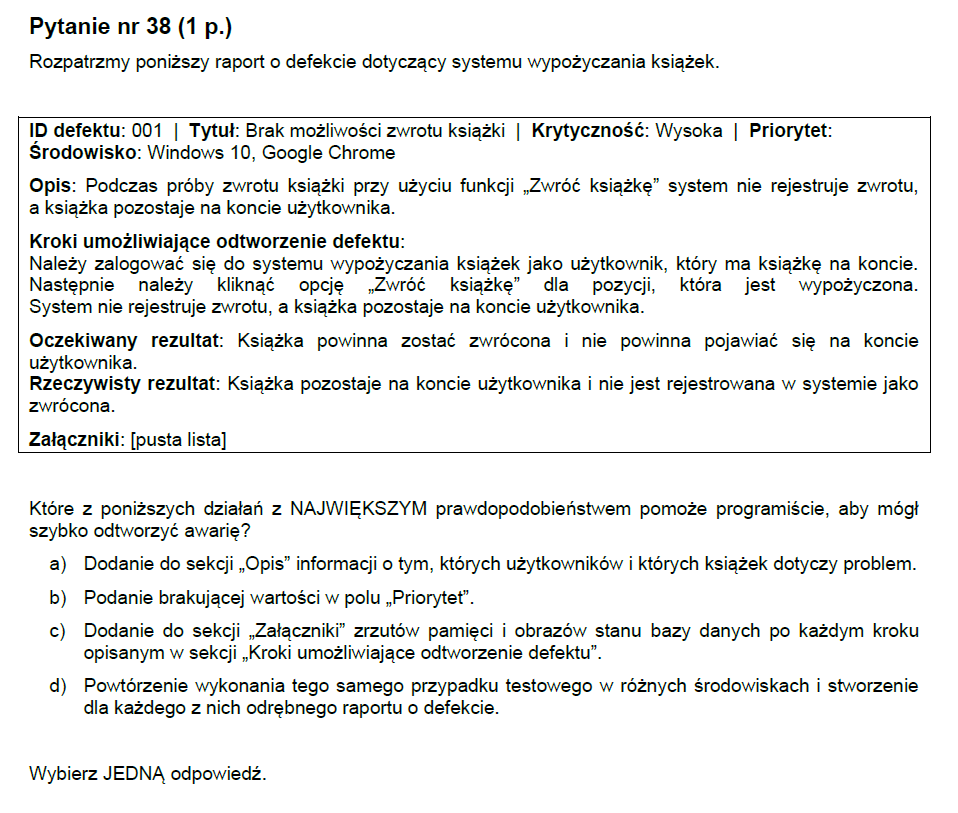 Pytanie nr 38 (1 p.)
Rozpatrzmy poniższy raport o defekcie dotyczący systemu wypożyczania książek.
ID defektu: 001 | Tytuł: Brak możliwości zwrotu książki | Krytyczność: Wysoka | Priorytet:
Środowisko: Windows 10, Google Chrome
Opis: Podczas próby zwrotu książki przy użyciu funkcji „Zwróć książkę” system nie rejestruje zwrotu,
a książka pozostaje na koncie użytkownika.
Kroki umożliwiające odtworzenie defektu:
Należy zalogować się do systemu wypożyczania książek jako użytkownik, który ma książkę na koncie.
Następnie należy kliknąć opcję „Zwróć książkę” dla pozycji, która jest wypożyczona.
System nie rejestruje zwrotu, a książka pozostaje na koncie użytkownika.
Oczekiwany rezultat: Książka powinna zostać zwrócona i nie powinna pojawiać się na koncie
użytkownika.
Rzeczywisty rezultat: Książka pozostaje na koncie użytkownika i nie jest rejestrowana w systemie jako
zwrócona.
Załączniki: [pusta lista]
Które z poniższych działań z NAJWIĘKSZYM prawdopodobieństwem pomoże programiście, aby mógł
szybko odtworzyć awarię?
a) Dodanie do sekcji „Opis” informacji o tym, których użytkowników i których książek dotyczy problem.
b) Podanie brakującej wartości w polu „Priorytet”.
c) Dodanie do sekcji „Załączniki” zrzutów pamięci i obrazów stanu bazy danych po każdym kroku
opisanym w sekcji „Kroki umożliwiające odtworzenie defektu”.
d) Powtórzenie wykonania tego samego przypadku testowego w różnych środowiskach i stworzenie
dla każdego z nich odrębnego raportu o defekcie.
Wybierz JEDNĄ odpowiedź.